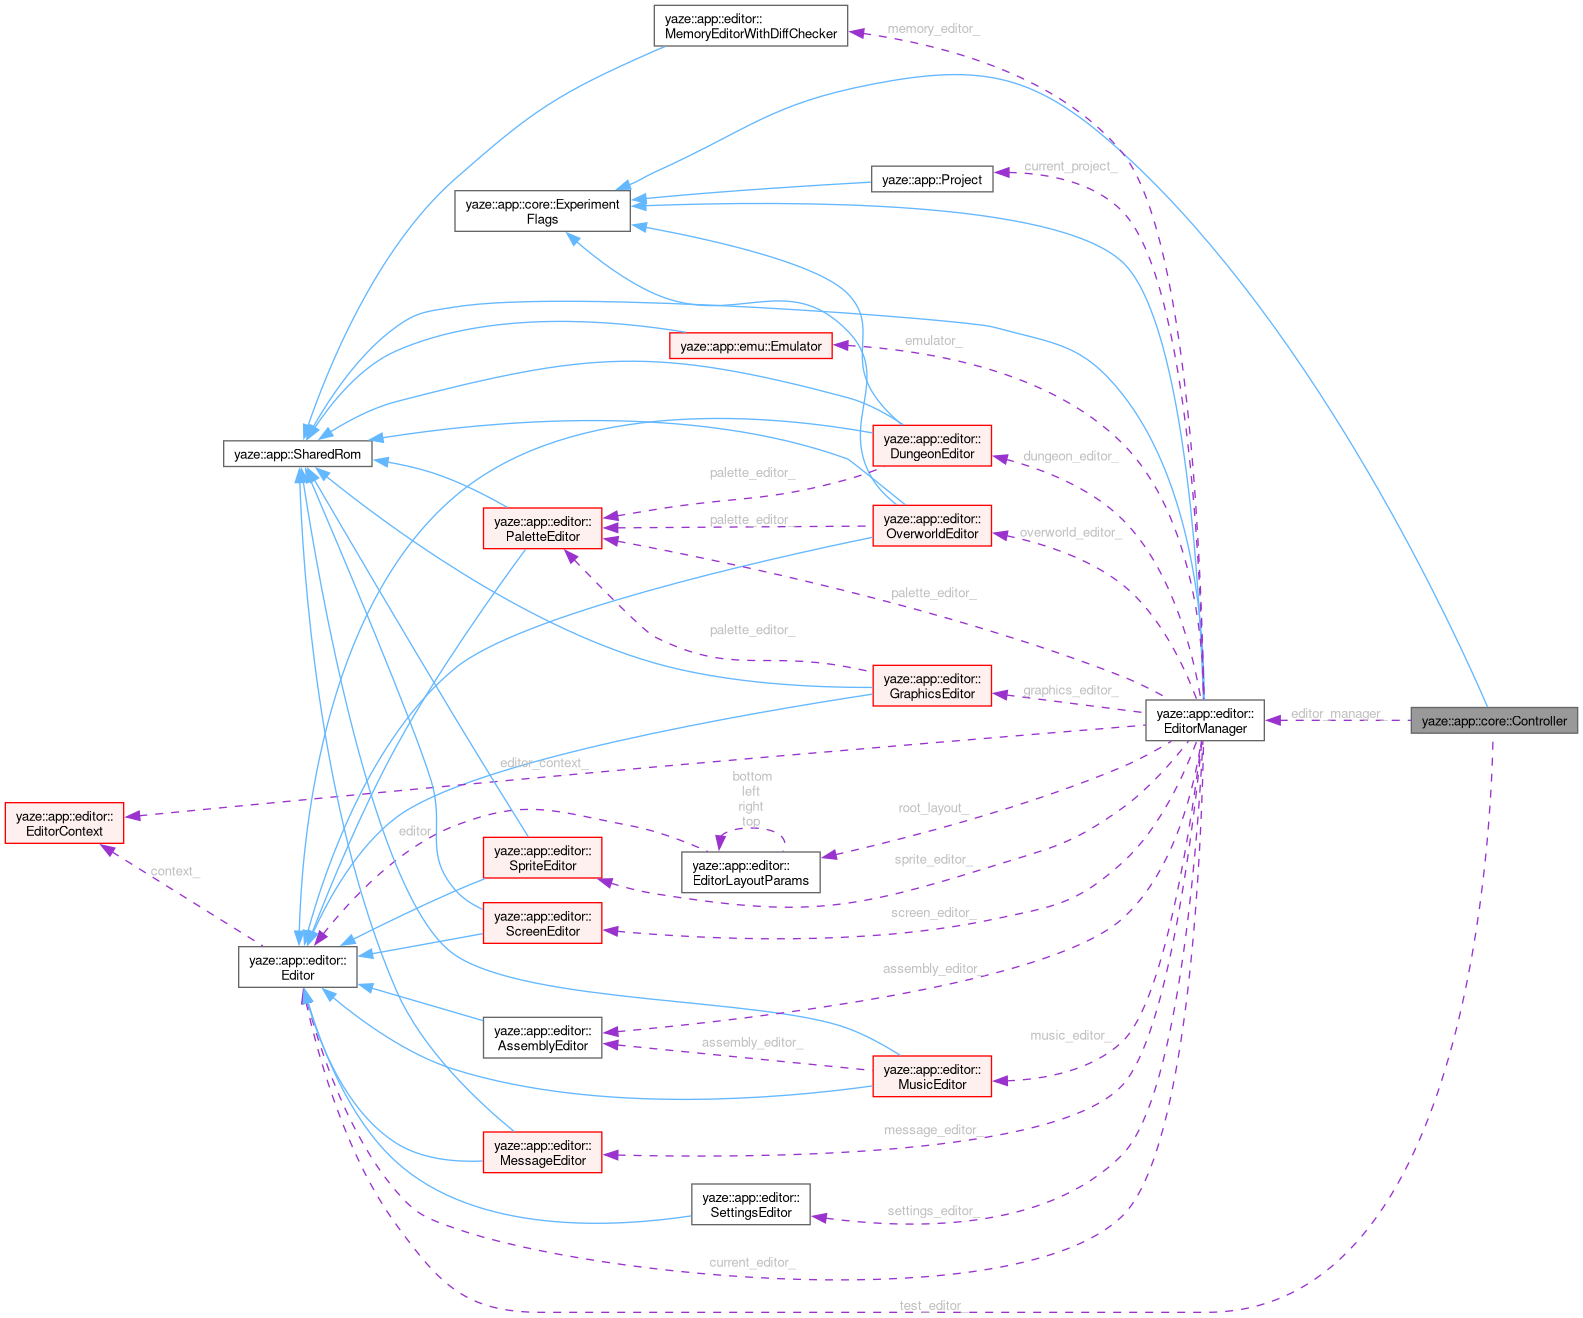 yaze::app::editor::
MemoryEditorWithDiffChecker
memory_editor_
yaze::app::Project
current_project_
yaze::app::core::Experiment
Flags
yaze::app::emu::Emulator
emulator_
yaze::app::SharedRom
yaze::app::editor::
DungeonEditor
dungeon_editor_
palette_editor_
yaze::app::editor::
PaletteEditor
palette_editor_
yaze::app::editor::
OverworldEditor
overworld_editor_
palette_editor_
palette_editor_
yaze::app::editor::
GraphicsEditor
graphics_editor_
yaze::app::editor::
EditorManager
editor_manager_
yaze::app::core::Controller
editor_context_
bottom
left
right
top
root_layout_
yaze::app::editor::
EditorContext
editor
yaze::app::editor::
SpriteEditor
yaze::app::editor::
EditorLayoutParams
sprite_editor_
context_
yaze::app::editor::
ScreenEditor
screen_editor_
yaze::app::editor::
Editor
assembly_editor_
yaze::app::editor::
AssemblyEditor
assembly_editor_
yaze::app::editor::
MusicEditor
music_editor_
yaze::app::editor::
MessageEditor
message_editor_
yaze::app::editor::
SettingsEditor
settings_editor_
current_editor_
test_editor_